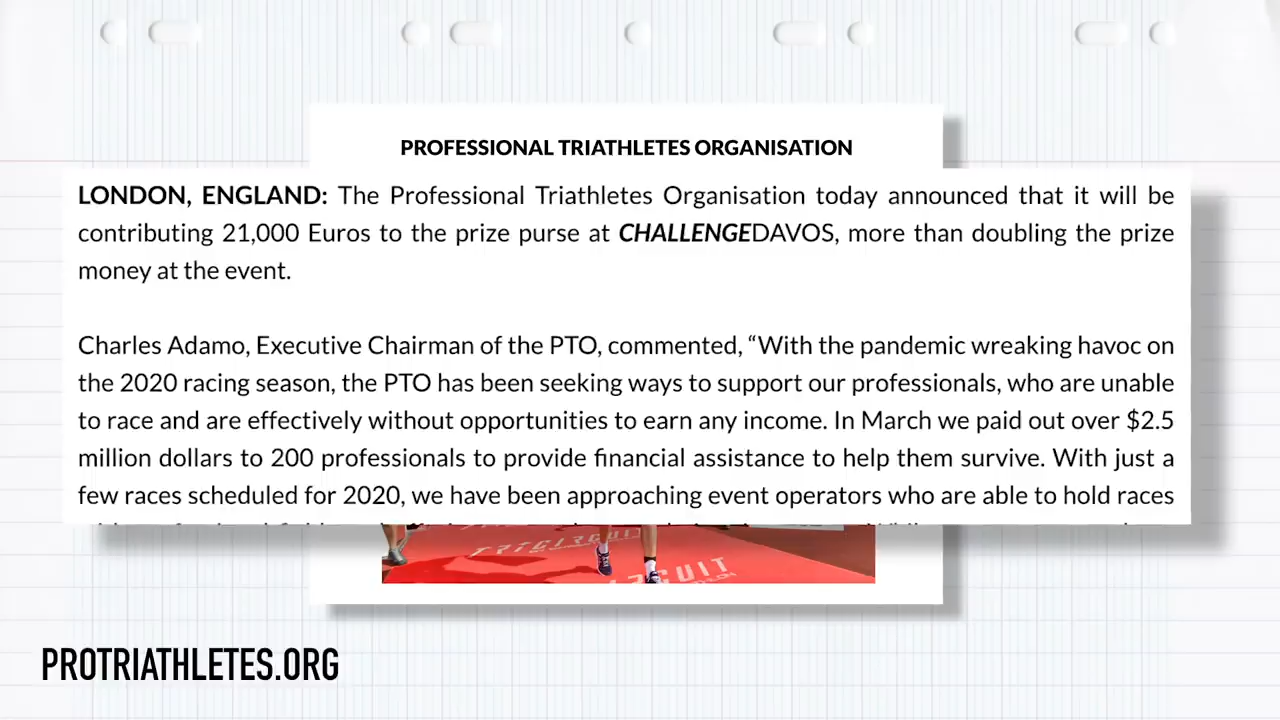 PROFESSIONAL TRIATHLETES ORGANISATION
LONDON, ENGLAND: The Professional Triathletes Organisation today announced that it will be
contributing 21,000 Euros to the prize purse at CHALLENGEDAVOS, more than doubling the prize
money at the event.
Charles Adamo, Executive Chairman of the PTO, commented, “With the pandemic wreaking havoc on
the 2020 racing season, the PTO has been seeking ways to support our professionals, who are unable
to race and are effectively without opportunities to earn any income. In March we paid out over $2.5
million dollars to 200 professionals to provide financial assistance to help them survive. With just a
few races scheduled for 2020, we have been approaching event operators who are able to hold races
TRICIRCUIT
RCUIT
PROTRIATHLETES.ORG